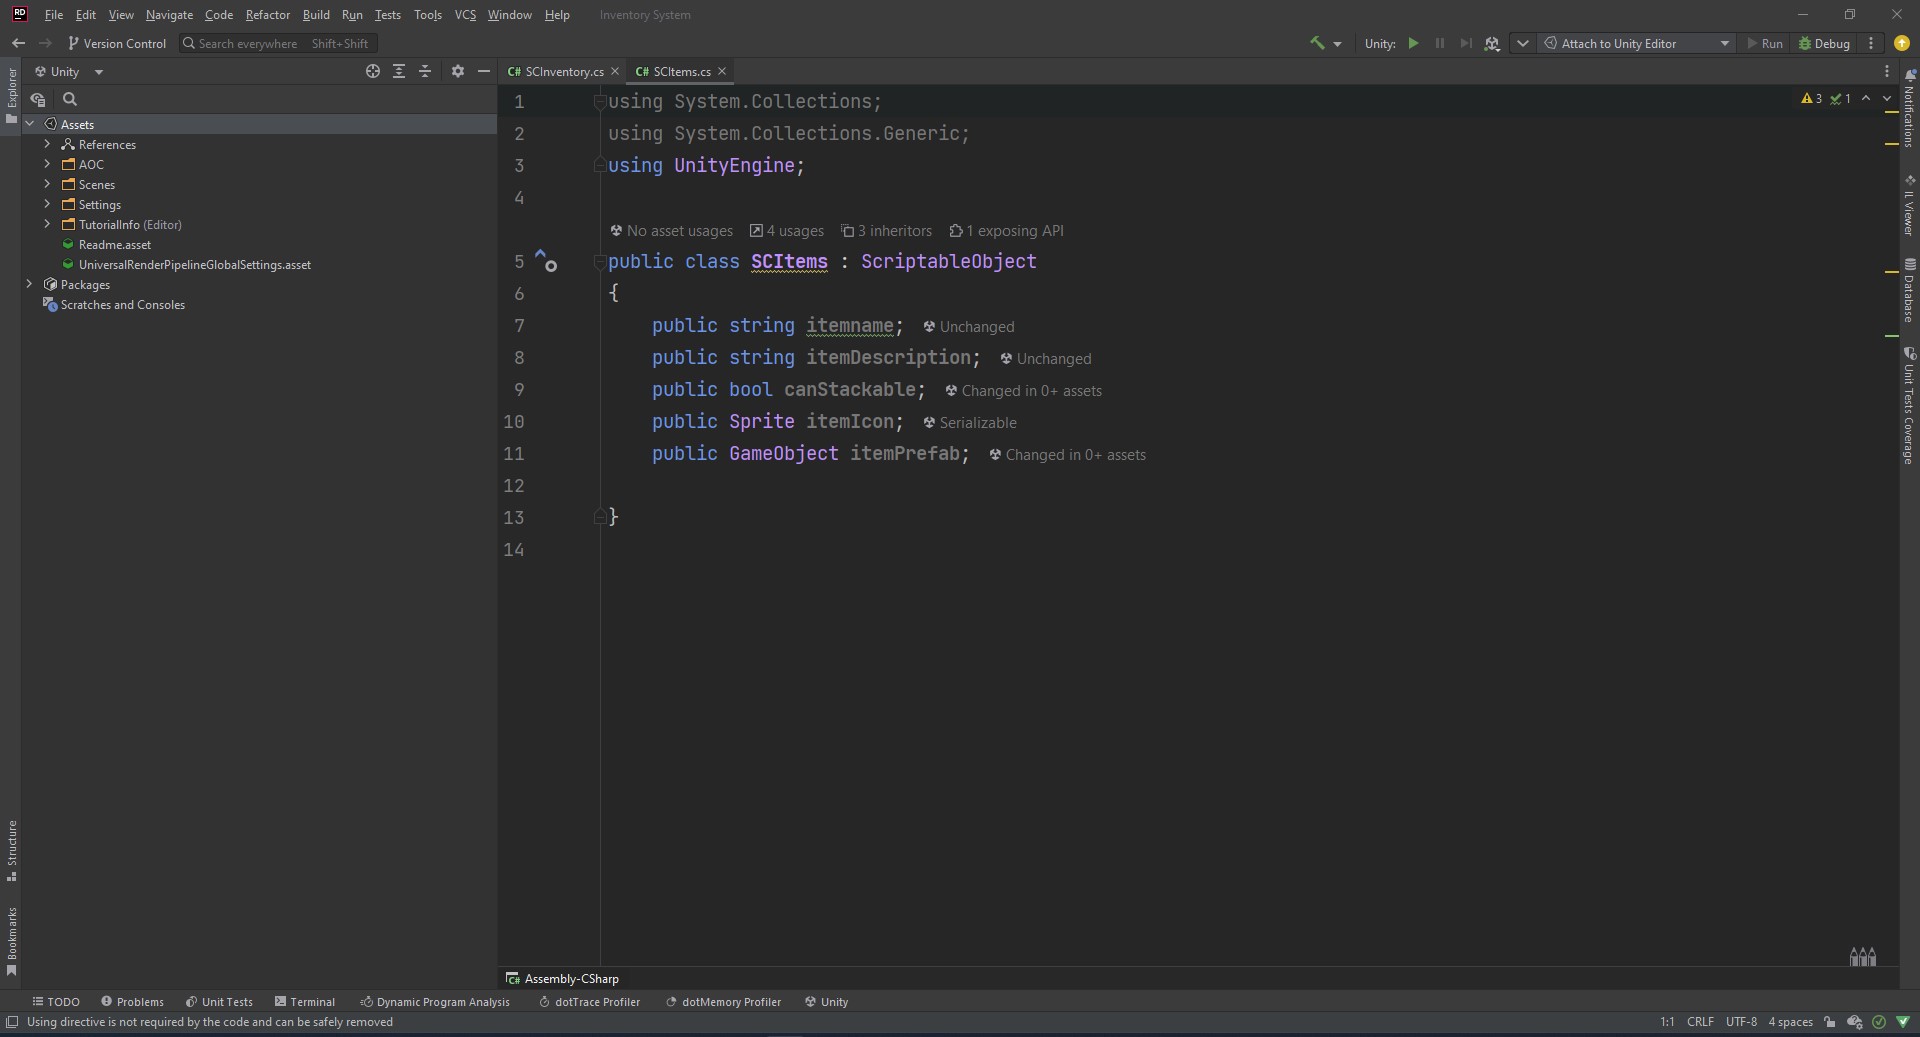 RD File Edit View Navigate Code Refactor Build Run Tests Tools VCS Window Help Inventory System
Version Control Search everywhere Shift+Shift Unity: Attach to Unity Editor Run Debug
Unity
C# SCInventory.cs C# SCItems.cs
Explorer
Assets
References
AOC
Scenes
Settings
TutorialInfo (Editor)
Readme.asset
UniversalRenderPipelineGlobalSettings.asset
Packages
Scratches and Consoles
Structure
Bookmarks
1 using System.Collections;
3 1
2 using System.Collections.Generic;
3 using UnityEngine;
4
No asset usages 4 usages 3 inheritors 1 exposing API
5 public class SCItems : ScriptableObject
6 {
7 public string itemname; Unchanged
8 public string itemDescription; Unchanged
9 public bool canStackable; Changed in 0+ assets
10 public Sprite itemIcon; Serializable
11 public GameObject itemPrefab; Changed in 0+ assets
12
13 }
14
Notifications
IL Viewer
Database
Unit Tests Coverage
C# Assembly-CSharp
TODO Problems Unit Tests Terminal Dynamic Program Analysis dotTrace Profiler dotMemory Profiler Unity
Using directive is not required by the code and can be safely removed 1:1 CRLF UTF-8 4 spaces